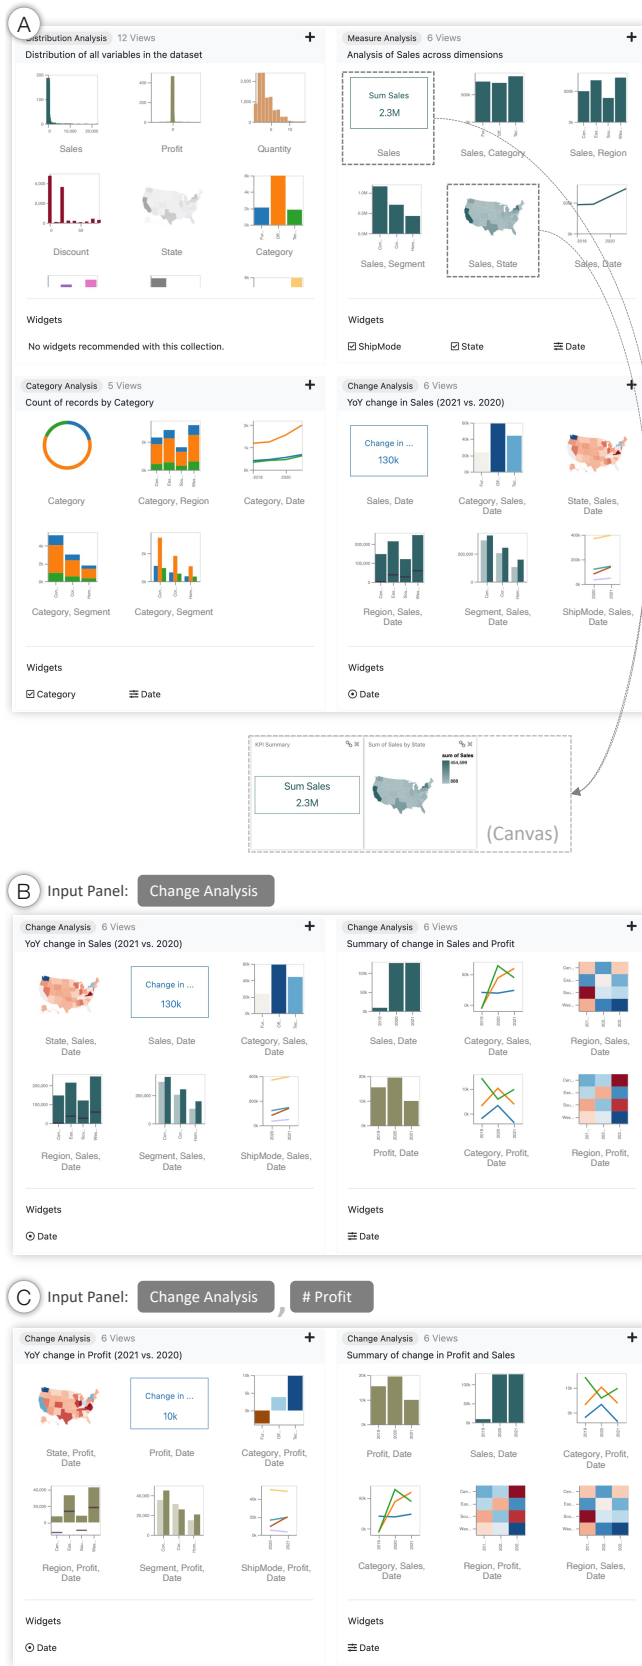 A
Distribution Analysis 12 Views +
Distribution of all variables in the dataset
Sales
Profit
Quantity
Discount
State
Category
Widgets
No widgets recommended with this collection.
Measure Analysis 6 Views +
Analysis of Sales across dimensions
Sum Sales
2.3M
Sales
Sales, Category
Sales, Region
Sales, Segment
Sales, State
Sales, Date
Widgets
ShipMode State Date
Category Analysis 5 Views +
Count of records by Category
Category
Category, Region
Category, Date
Category, Segment
Category, Segment
Widgets
Category Date
Change Analysis 6 Views +
YoY change in Sales (2021 vs. 2020)
Change in ...
130k
Sales, Date
Category, Sales,
Date
State, Sales,
Date
Region, Sales,
Date
Segment, Sales,
Date
ShipMode, Sales,
Date
Widgets
Date
KPI Summary
Sum Sales
2.3M
Sum of Sales by State
sum of Sales
(Canvas)
B Input Panel: Change Analysis
Change Analysis 6 Views +
YoY change in Sales (2021 vs. 2020)
State, Sales,
Date
Change in ...
130k
Sales, Date
Category, Sales,
Date
Region, Sales,
Date
Segment, Sales,
Date
ShipMode, Sales,
Date
Widgets
Date
Change Analysis 6 Views +
Summary of change in Sales and Profit
Sales, Date
Category, Sales,
Date
Region, Sales,
Date
Profit, Date
Category, Profit,
Date
Region, Profit,
Date
Widgets
Date
C Input Panel: Change Analysis , # Profit
Change Analysis 6 Views +
YoY change in Profit (2021 vs. 2020)
State, Profit,
Date
Change in ...
10k
Profit, Date
Category, Profit,
Date
Region, Profit,
Date
Segment, Profit,
Date
ShipMode, Profit,
Date
Widgets
Date
Change Analysis 6 Views +
Summary of change in Profit and Sales
Profit, Date
Sales, Date
Category, Profit,
Date
Category, Sales,
Date
Region, Profit,
Date
Region, Sales,
Date
Widgets
Date